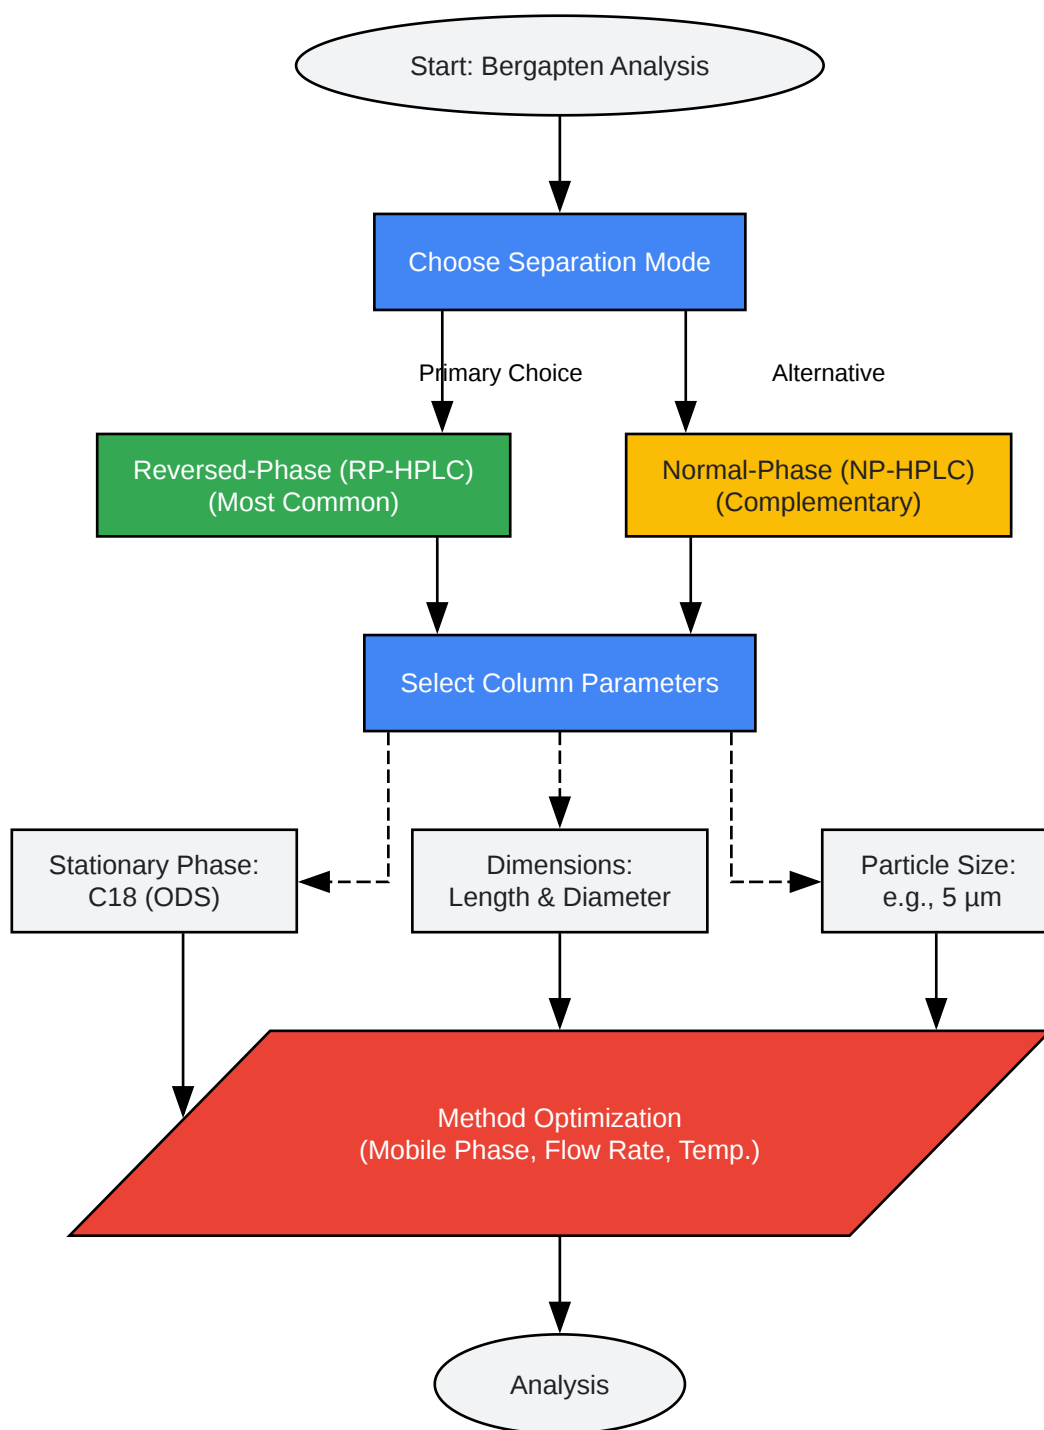 Start: Bergapten Analysis
Choose Separation Mode
Primary Choice
Alternative
Reversed-Phase (RP-HPLC)
(Most Common)
Normal-Phase (NP-HPLC)
(Complementary)
Select Column Parameters
Stationary Phase:
C18 (ODS)
Dimensions:
Length & Diameter
Particle Size:
e.g., 5 µm
Method Optimization
(Mobile Phase, Flow Rate, Temp.)
Analysis